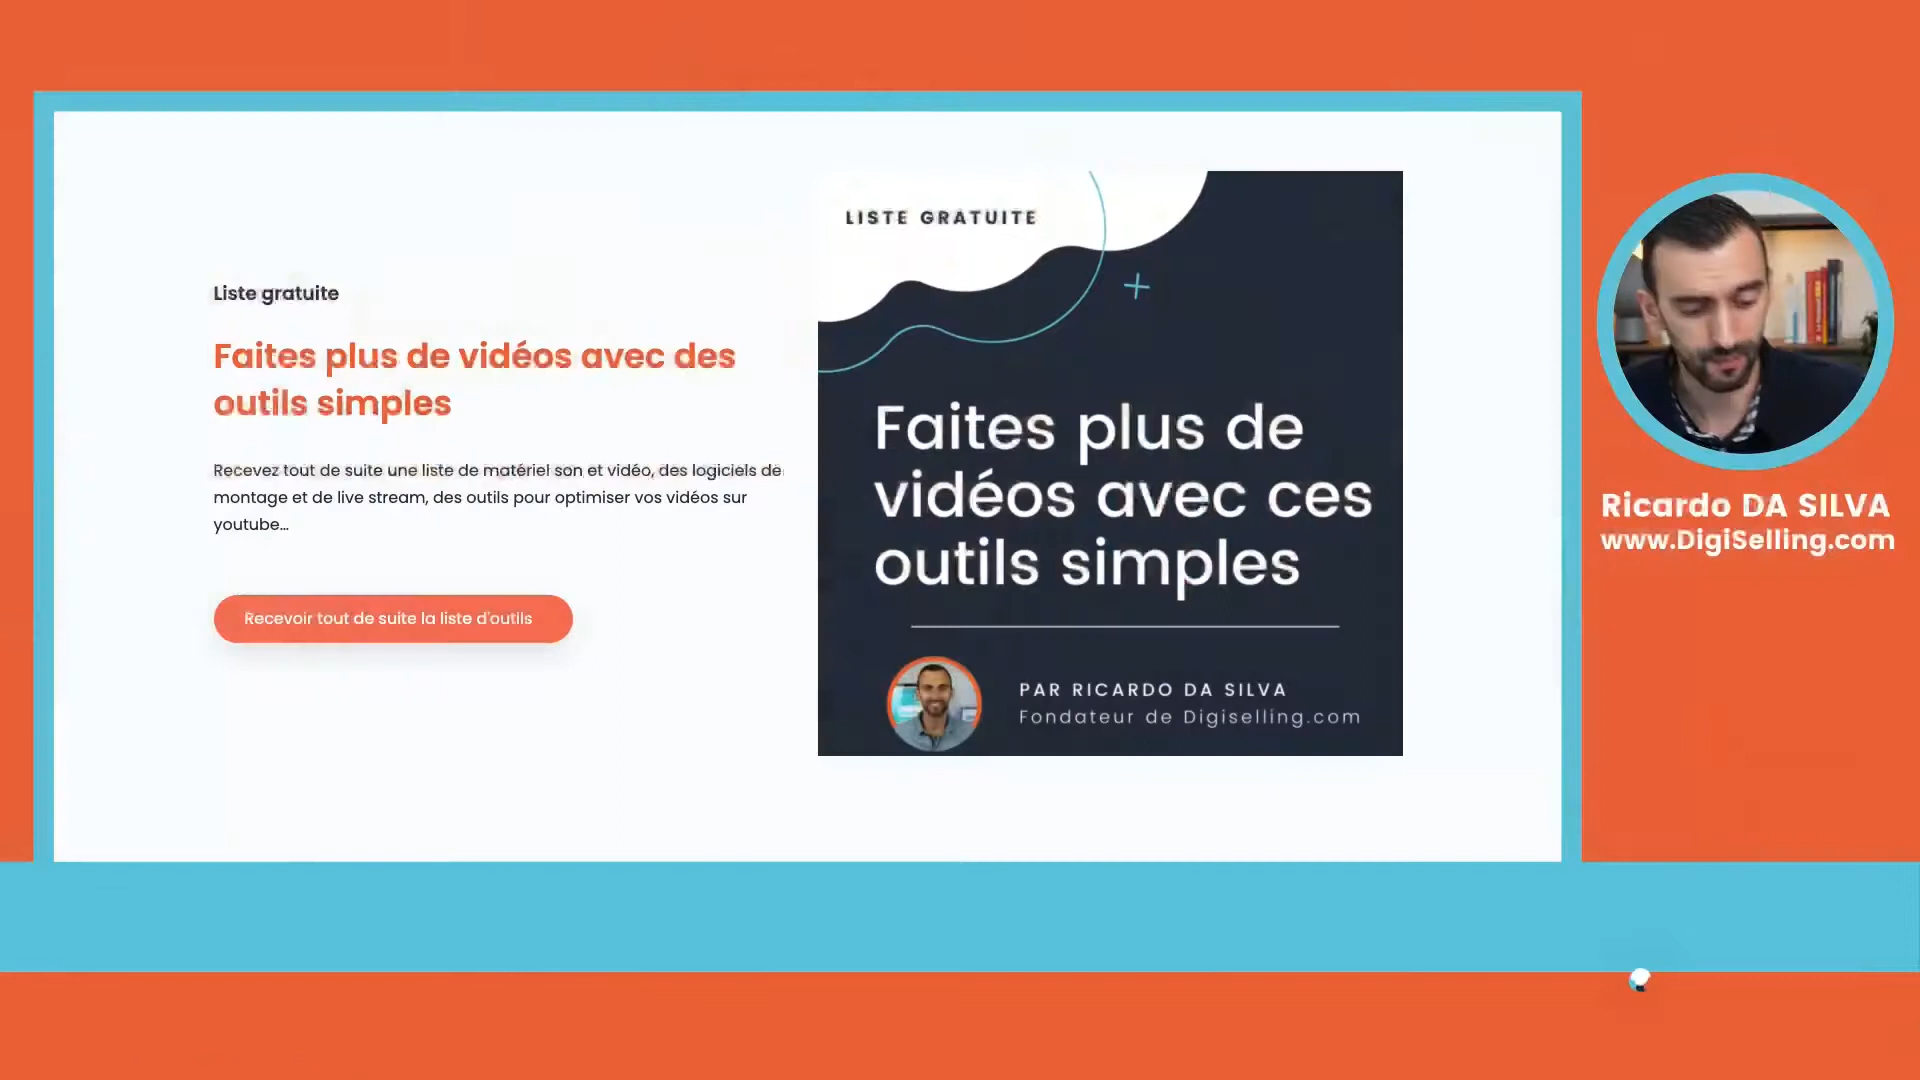 Liste gratuite
Faites plus de vidéos avec des
outils simples
Recevez tout de suite une liste de matériel son et vidéo, des logiciels de
montage et de live stream, des outils pour optimiser vos vidéos sur
youtube...
Recevoir tout de suite la liste d'outils
LISTE GRATUITE
Faites plus de
vidéos avec ces
outils simples
PAR RICARDO DA SILVA
Fondateur de Digiselling.com
Ricardo DA SILVA
www.DigiSelling.com